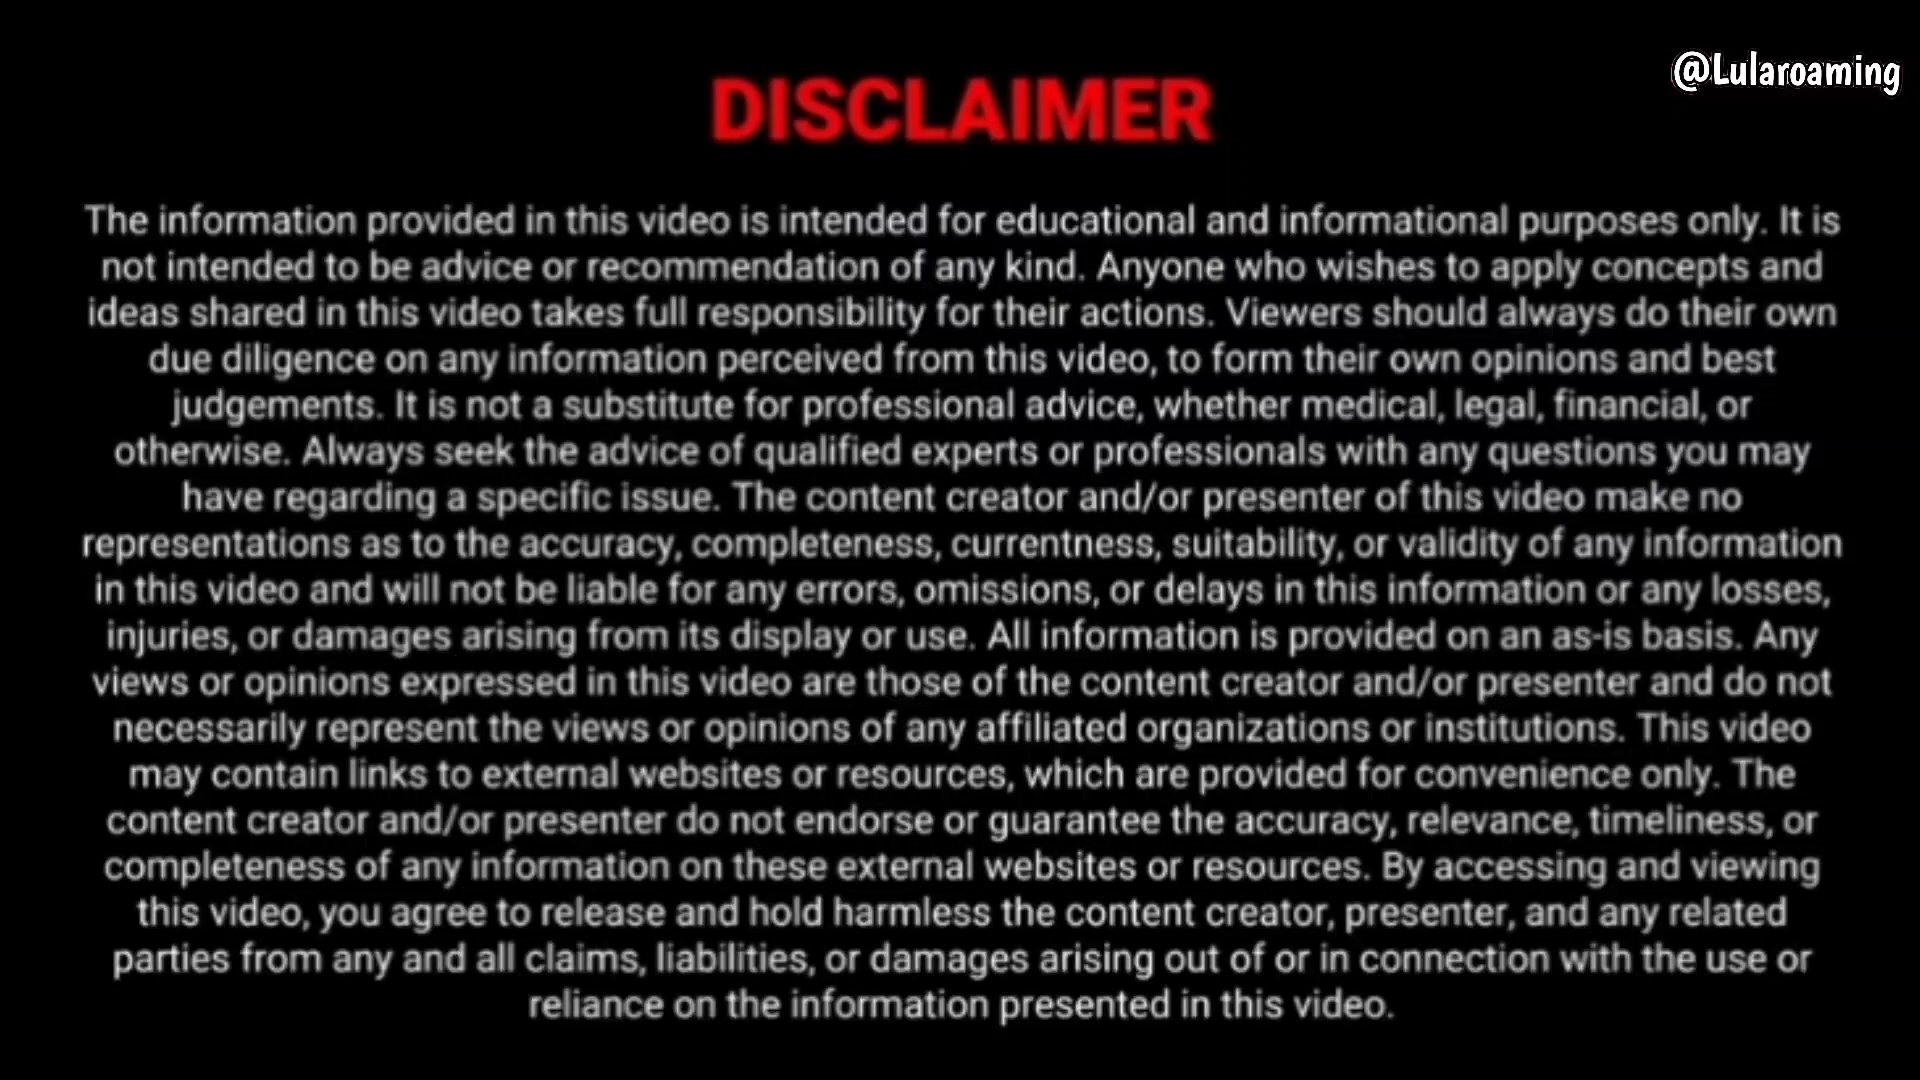 @Lularoaming
DISCLAIMER
The information provided in this video is intended for educational and informational purposes only. It is
not intended to be advice or recommendation of any kind. Anyone who wishes to apply concepts and
ideas shared in this video takes full responsibility for their actions. Viewers should always do their own
due diligence on any information perceived from this video, to form their own opinions and best
judgements. It is not a substitute for professional advice, whether medical, legal, financial, or
otherwise. Always seek the advice of qualified experts or professionals with any questions you may
have regarding a specific issue. The content creator and/or presenter of this video make no
representations as to the accuracy, completeness, currentness, suitability, or validity of any information
in this video and will not be liable for any errors, omissions, or delays in this information or any losses,
injuries, or damages arising from its display or use. All information is provided on an as-is basis. Any
views or opinions expressed in this video are those of the content creator and/or presenter and do not
necessarily represent the views or opinions of any affiliated organizations or institutions. This video
may contain links to external websites or resources, which are provided for convenience only. The
content creator and/or presenter do not endorse or guarantee the accuracy, relevance, timeliness, or
completeness of any information on these external websites or resources. By accessing and viewing
this video, you agree to release and hold harmless the content creator, presenter, and any related
parties from any and all claims, liabilities, or damages arising out of or in connection with the use or
reliance on the information presented in this video.